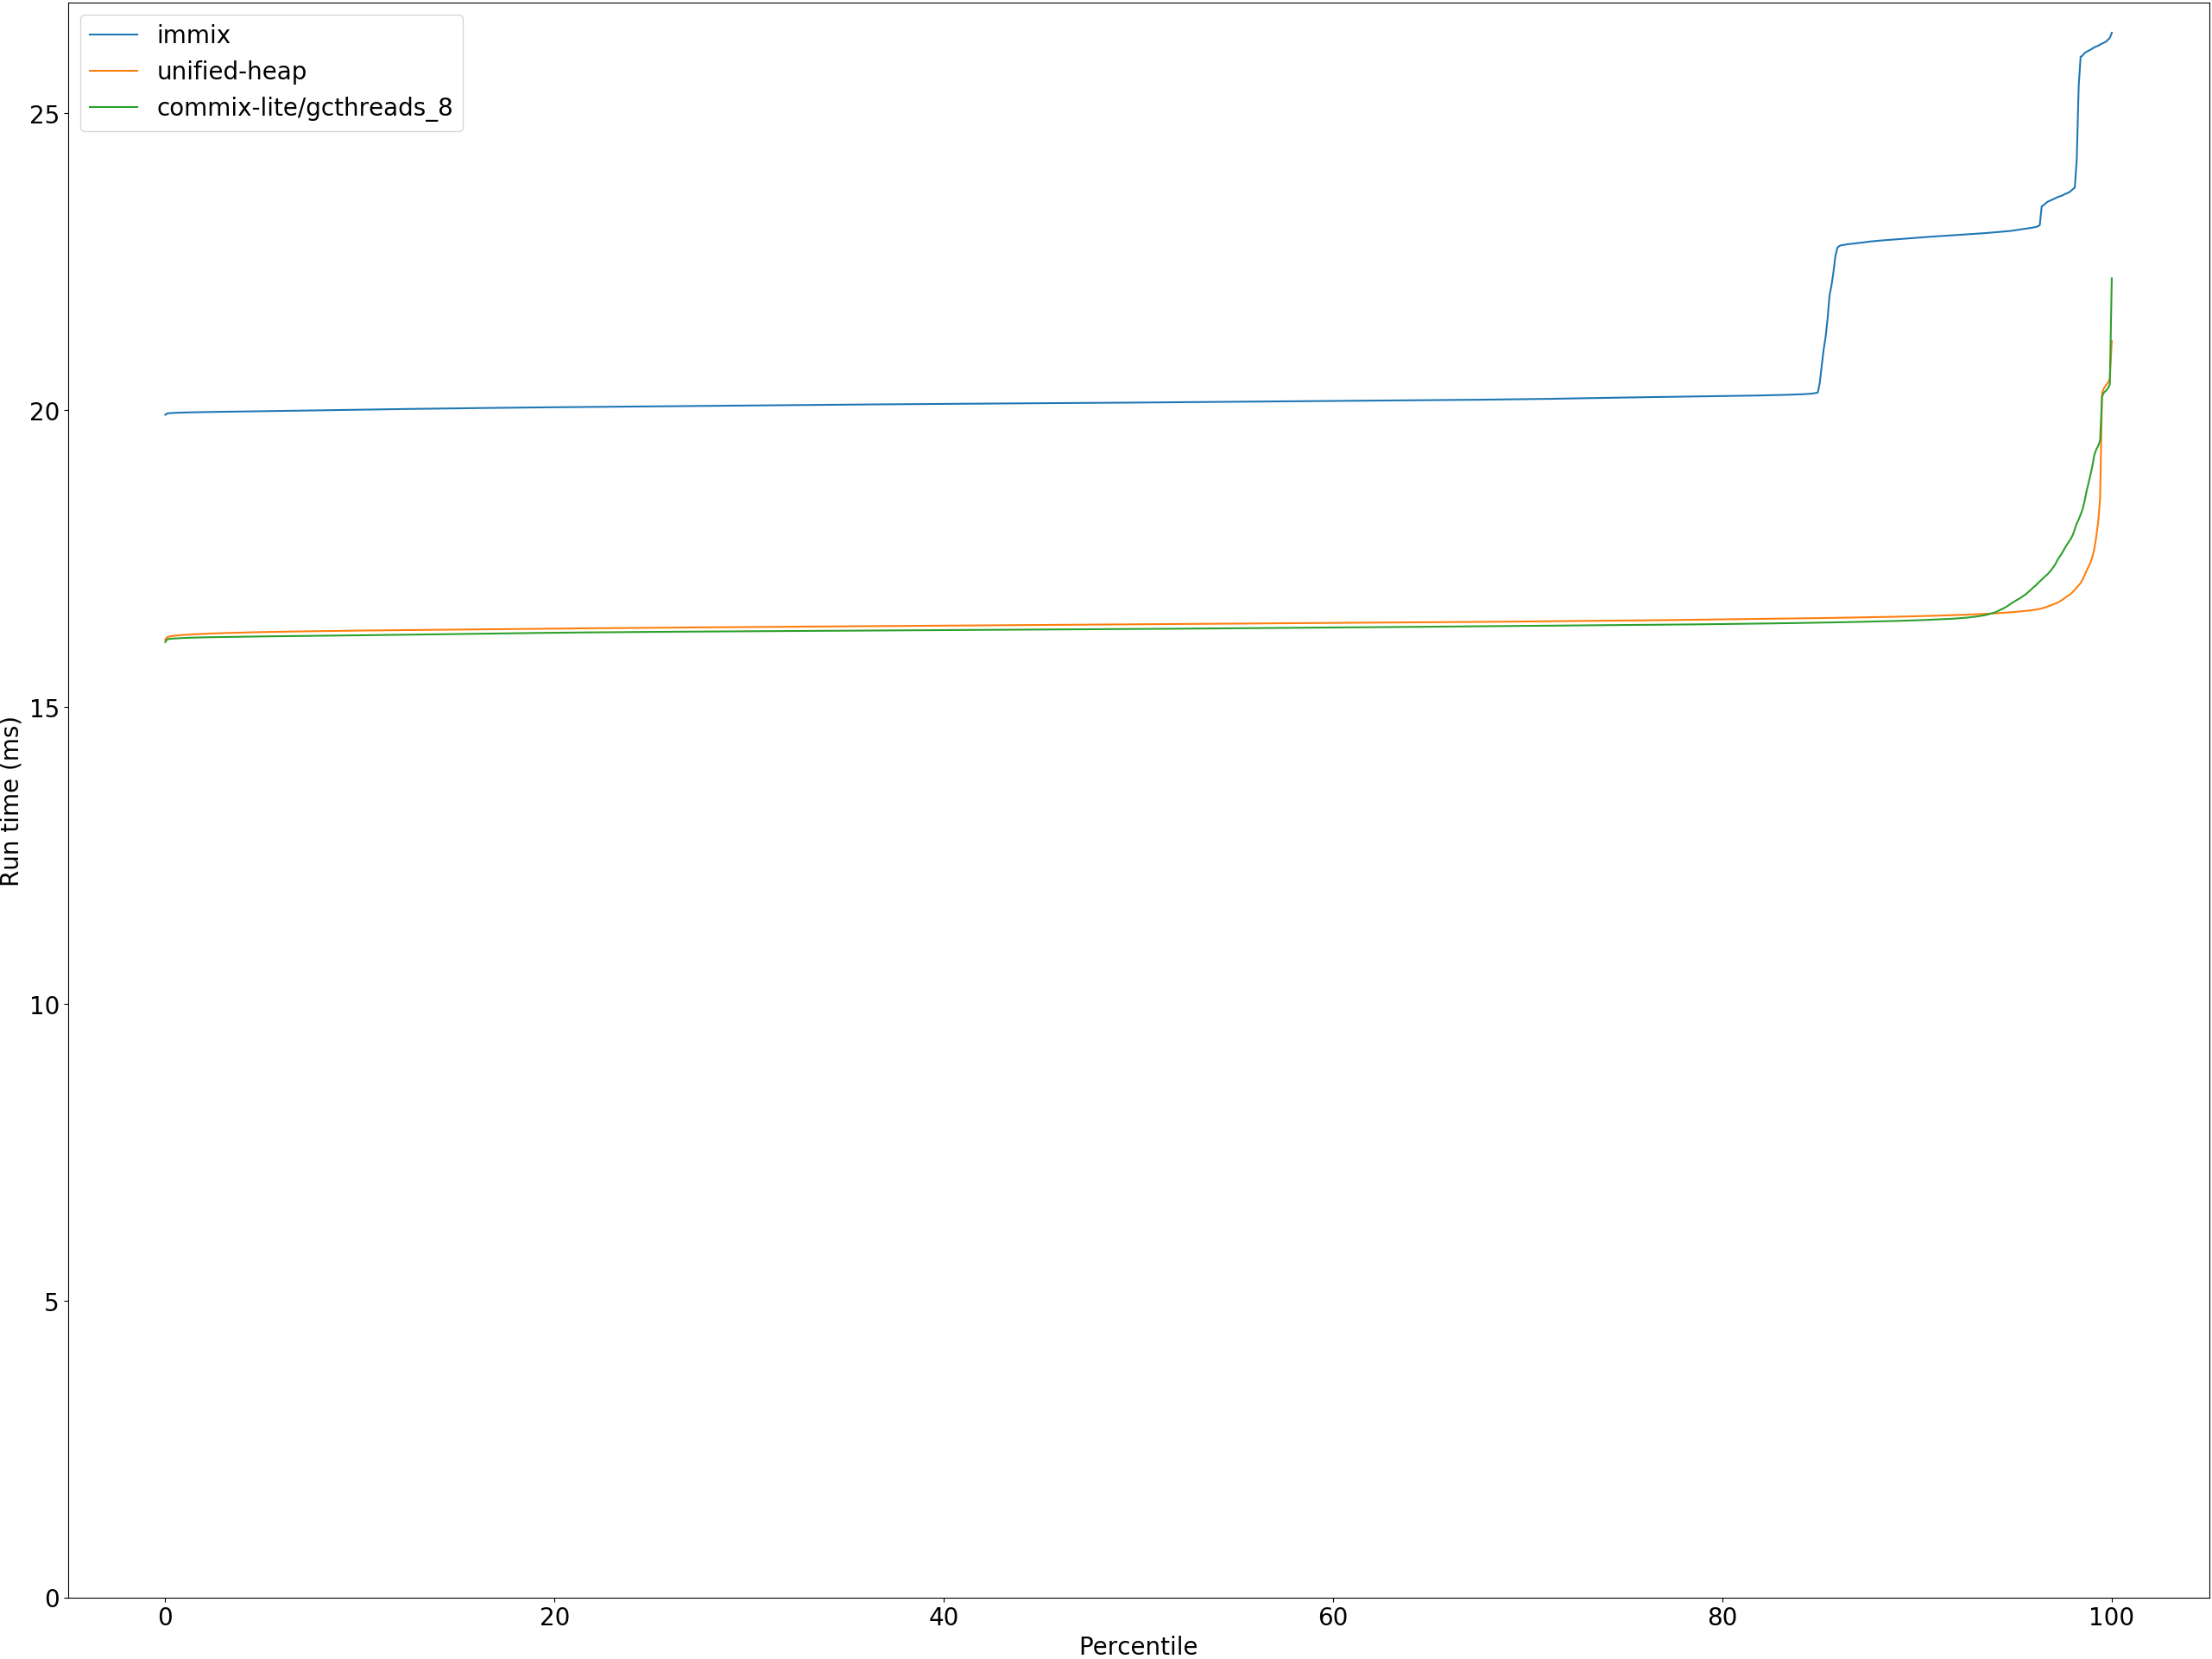 immix
unified-heap
commix-lite/gcthreads_8
25
20
15
10
5
0
Run time (ms)
0 20 40 60 80 100
Percentile